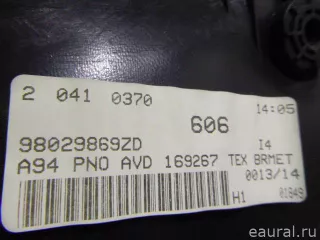 2 041 0370
14:05
606
98029869ZD
I4
A94 PNO AVD 169267 TEX BRMET
0013/14
H1
01849
eaural.ru